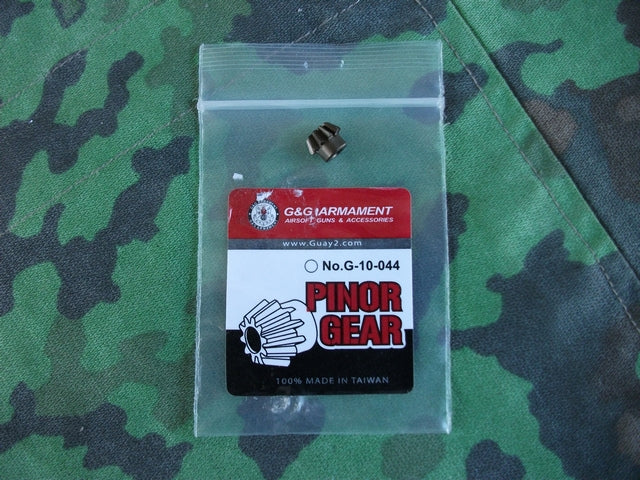 G&G ARMAMENT
AIRSOFT GUNS & ACCESSORIES
www.Guay2.com
No.G-10-044
PINOR
GEAR
100% MADE IN TAIWAN